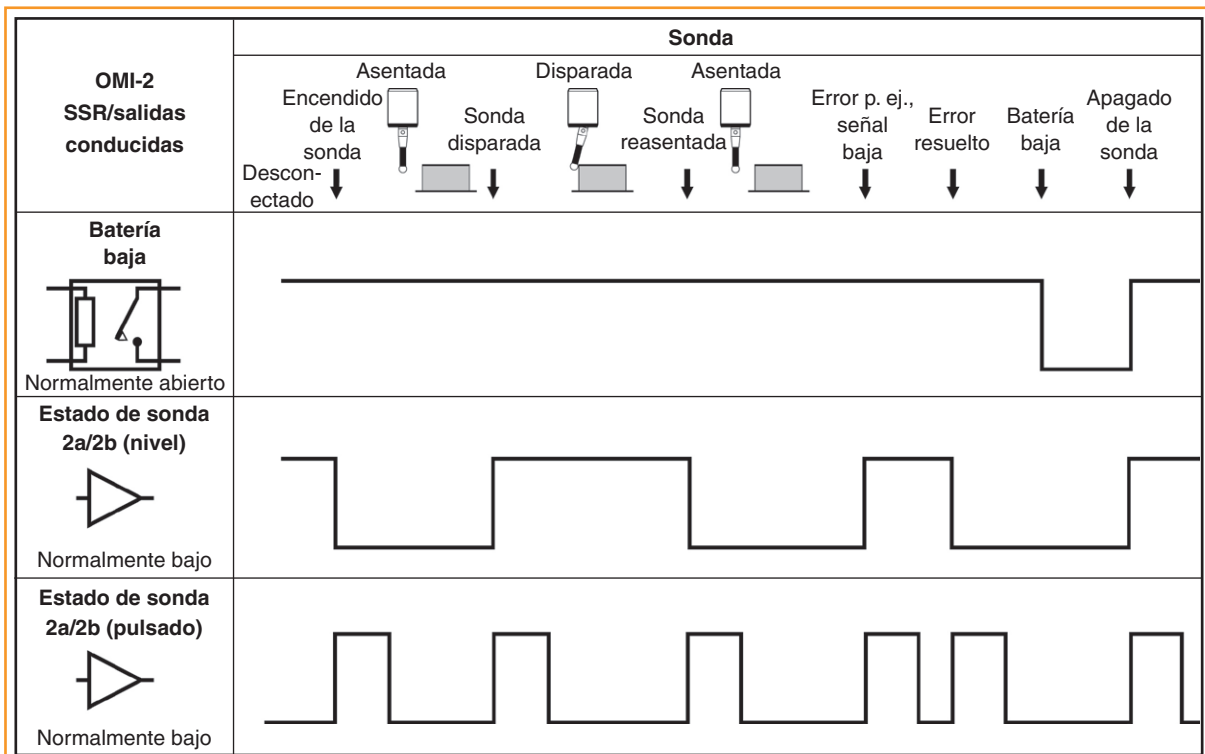 OMI-2
SSR/salidas
conducidas
Sonda
Descon-
ectado
Encendido
de la
sonda
Asentada
Sonda
disparada
Disparada
Sonda
reasentada
Asentada
Error p. ej.,
señal
baja
Error
resuelto
Batería
baja
Apagado
de la
sonda
Batería
baja
Normalmente abierto
Estado de sonda
2a/2b (nivel)
Normalmente bajo
Estado de sonda
2a/2b (pulsado)
Normalmente bajo